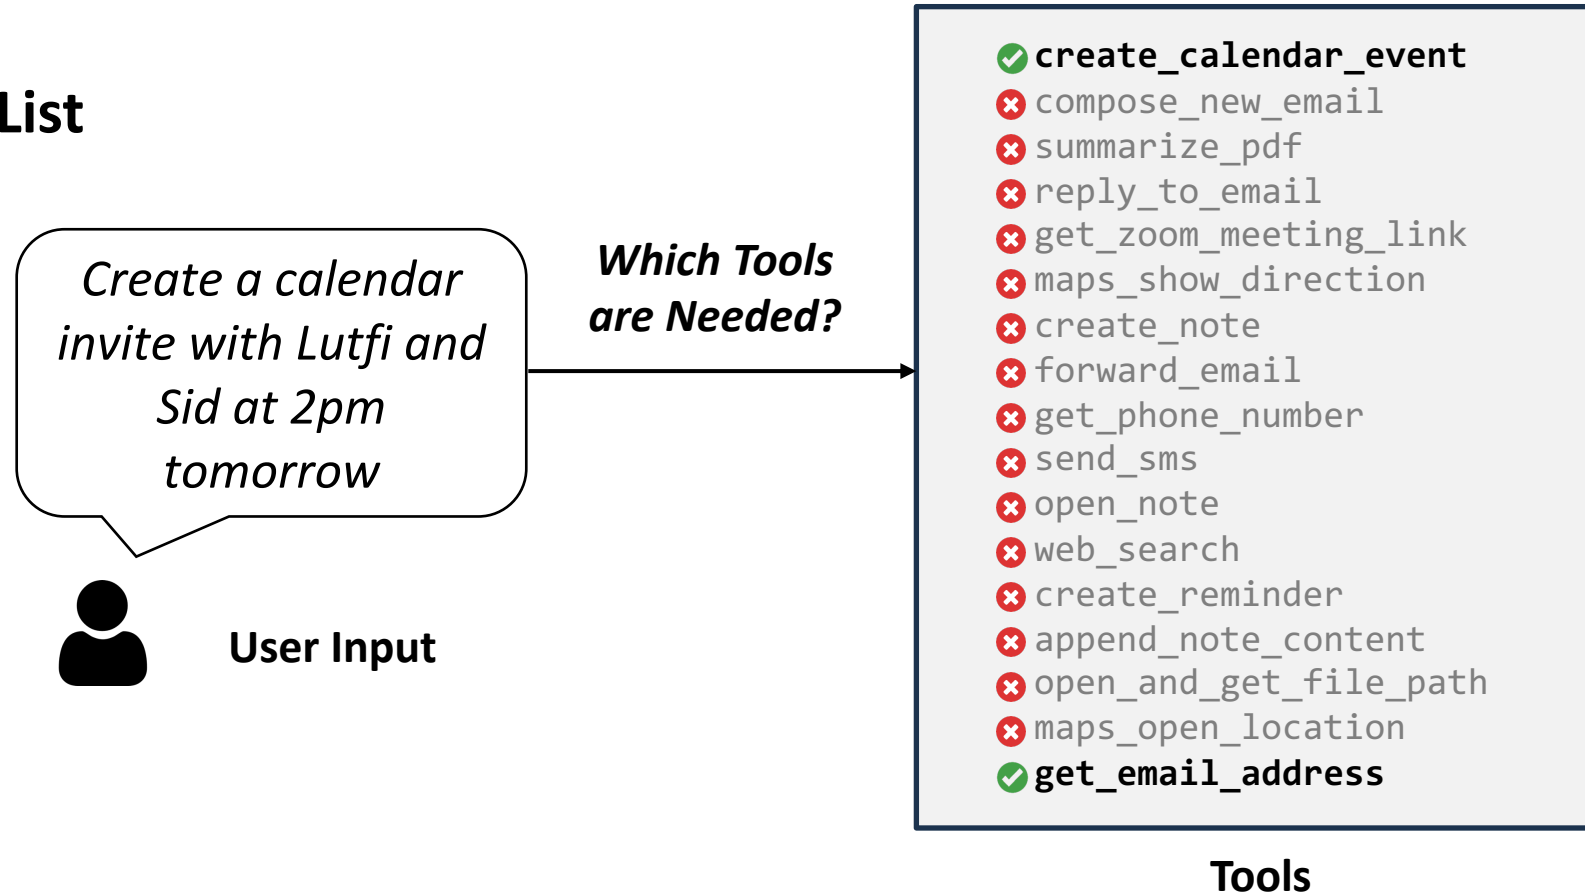 List
Create a calendar
invite with Lutfi and
Sid at 2pm
tomorrow
User Input
Which Tools
are Needed?
create_calendar_event
compose_new_email
summarize_pdf
reply_to_email
get_zoom_meeting_link
maps_show_direction
create_note
forward_email
get_phone_number
send_sms
open_note
web_search
create_reminder
append_note_content
open_and_get_file_path
maps_open_location
get_email_address
Tools